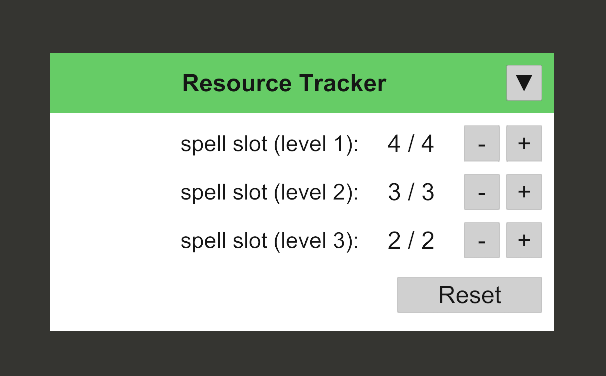 Resource Tracker ▼
spell slot (level 1): 4 / 4 - +
spell slot (level 2): 3 / 3 - +
spell slot (level 3): 2 / 2 - +
Reset